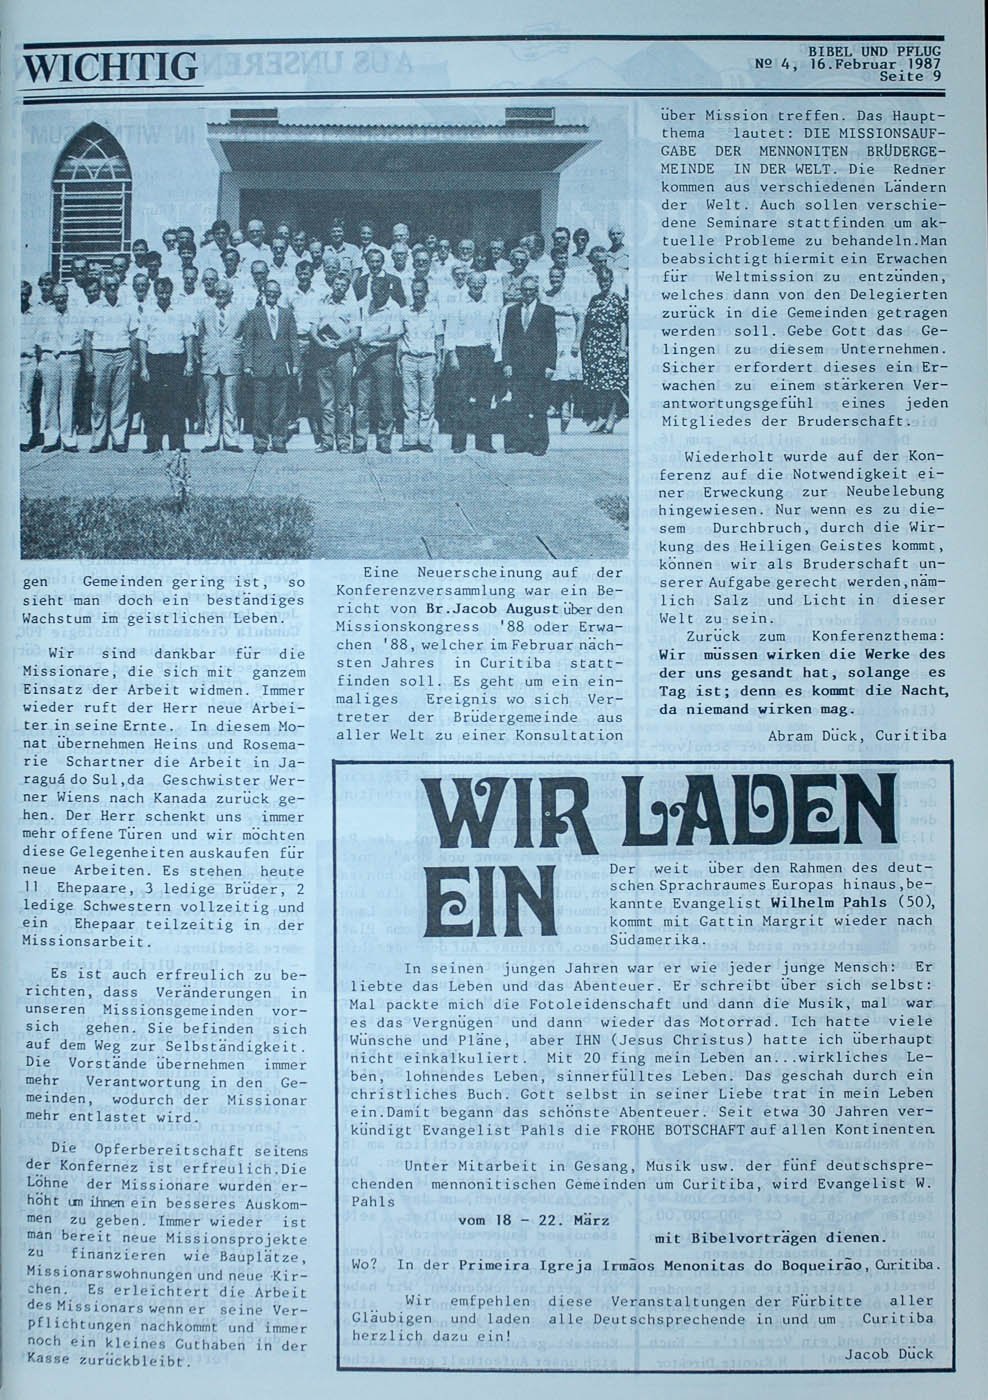 WICHTIG
BIBEL UND PFLUG
Nº 4, 16.Februar 1987
Seite 9
gen Gemeinden gering ist, so
sieht man doch ein beständiges
Wachstum im geistlichen Leben.
Wir sind dankbar für die
Missionare, die sich mit ganzem
Einsatz der Arbeit widmen. Immer
wieder ruft der Herr neue Arbei-
ter in seine Ernte. In diesem Mo-
nat übernehmen Heins und Rosema-
rie Schartner die Arbeit in Ja-
raguá do Sul,da Geschwister Wer-
ner Wiens nach Kanada zurück ge-
hen. Der Herr schenkt uns immer
mehr offene Türen und wir möchten
diese Gelegenheiten auskaufen für
neue Arbeiten. Es stehen heute
11 Ehepaare, 3 ledige Brüder, 2
ledige Schwestern vollzeitig und
ein Ehepaar teilzeitig in der
Missionsarbeit.
Es ist auch erfreulich zu be-
richten, dass Veränderungen in
unseren Missionsgemeinden vor-
sich gehen. Sie befinden sich
auf dem Weg zur Selbständigkeit.
Die Vorstände übernehmen immer
mehr Verantwortung in den Ge-
meinden, wodurch der Missionar
mehr entlastet wird.
Die Opferbereitschaft seitens
der Konfernez ist erfreulich.Die
Löhne der Missionare wurden er-
höht um ihnen ein besseres Auskom-
men zu geben. Immer wieder ist
man bereit neue Missionsprojekte
zu finanzieren wie Bauplätze,
Missionarswohnungen und neue Kir-
chen. Es erleichtert die Arbeit
des Missionars wenn er seine Ver-
pflichtungen nachkommt und immer
noch ein kleines Guthaben in der
Kasse zurückbleibt.
Eine Neuerscheinung auf der
Konferenzversammlung war ein Be-
richt von Br.Jacob August über den
Missionskongress '88 oder Erwa-
chen '88, welcher im Februar näch-
sten Jahres in Curitiba statt-
finden soll. Es geht um ein ein-
maliges Ereignis wo sich Ver-
treter der Brüdergemeinde aus
aller Welt zu einer Konsultation
über Mission treffen. Das Haupt-
thema lautet: DIE MISSIONSAUF-
GABE DER MENNONITEN BRÜDERGE-
MEINDE IN DER WELT. Die Redner
kommen aus verschiedenen Ländern
der Welt. Auch sollen verschie-
dene Seminare stattfinden um ak-
tuelle Probleme zu behandeln.Man
beabsichtigt hiermit ein Erwachen
für Weltmission zu entzünden,
welches dann von den Delegierten
zurück in die Gemeinden getragen
werden soll. Gebe Gott das Ge-
lingen zu diesem Unternehmen.
Sicher erfordert dieses ein Er-
wachen zu einem stärkeren Ver-
antwortungsgefühl eines jeden
Mitgliedes der Bruderschaft.
Wiederholt wurde auf der Kon-
ferenz auf die Notwendigkeit ei-
ner Erweckung zur Neubelebung
hingewiesen. Nur wenn es zu die-
sem Durchbruch, durch die Wir-
kung des Heiligen Geistes kommt,
können wir als Bruderschaft un-
serer Aufgabe gerecht werden,näm-
lich Salz und Licht in dieser
Welt zu sein.
Zurück zum Konferenzthema:
Wir müssen wirken die Werke des
der uns gesandt hat, solange es
Tag ist; denn es kommt die Nacht,
da niemand wirken mag.
Abram Dück, Curitiba
WIR LADEN
EIN
Der weit über den Rahmen des deut-
schen Sprachraumes Europas hinaus,be-
kannte Evangelist Wilhelm Pahls (50),
kommt mit Gattin Margrit wieder nach
Südamerika.
In seinen jungen Jahren war er wie jeder junge Mensch: Er
liebte das Leben und das Abenteuer. Er schreibt über sich selbst:
Mal packte mich die Fotoleidenschaft und dann die Musik, mal war
es das Vergnügen und dann wieder das Motorrad. Ich hatte viele
Wünsche und Pläne, aber IHN (Jesus Christus) hatte ich überhaupt
nicht einkalkuliert. Mit 20 fing mein Leben an...wirkliches Le-
ben, lohnendes Leben, sinnerfülltes Leben. Das geschah durch ein
christliches Buch. Gott selbst in seiner Liebe trat in mein Leben
ein.Damit begann das schönste Abenteuer. Seit etwa 30 Jahren ver-
kündigt Evangelist Pahls die FROHE BOTSCHAFT auf allen Kontinenten.
Unter Mitarbeit in Gesang, Musik usw. der fünf deutschspre-
chenden mennonitischen Gemeinden um Curitiba, wird Evangelist W.
Pahls
vom 18 - 22. März
mit Bibelvorträgen dienen.
Wo? In der Primeira Igreja Irmãos Menonitas do Boqueirão, Curitiba.
Wir emfpehlen diese Veranstaltungen der Fürbitte aller
Gläubigen und laden alle Deutschsprechende in und um Curitiba
herzlich dazu ein!
Jacob Dück